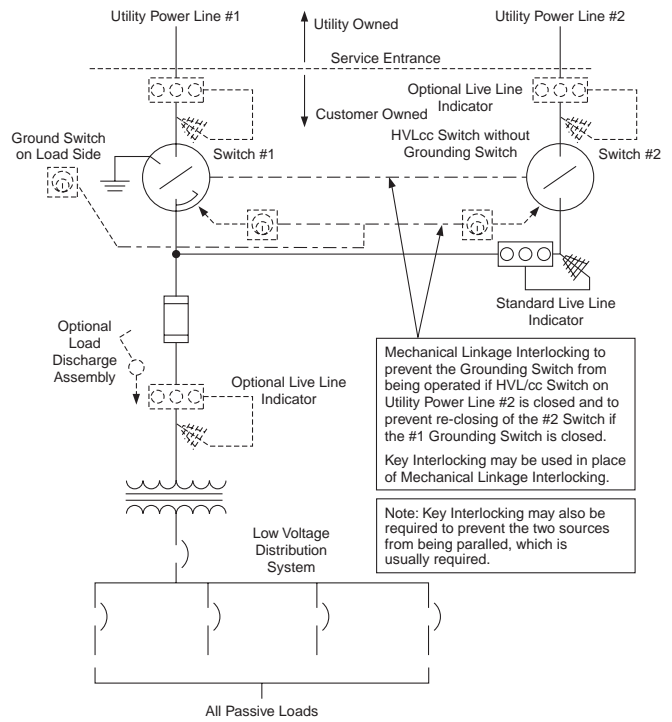 Utility Power Line #1
Utility Owned
Utility Power Line #2
Service Entrance
Customer Owned
Optional Live Line
Indicator
Ground Switch
on Load Side
Switch #1
HVLcc Switch without
Grounding Switch
Switch #2
Standard Live Line
Indicator
Optional
Load
Discharge
Assembly
Optional Live Line
Indicator
Mechanical Linkage Interlocking to
prevent the Grounding Switch from
being operated if HVL/cc Switch on
Utility Power Line #2 is closed and to
prevent re-closing of the #2 Switch if
the #1 Grounding Switch is closed.
Key Interlocking may be used in place
of Mechanical Linkage Interlocking.
Note: Key Interlocking may also be
required to prevent the two sources
from being paralled, which is
usually required.
Low Voltage
Distribution
System
All Passive Loads